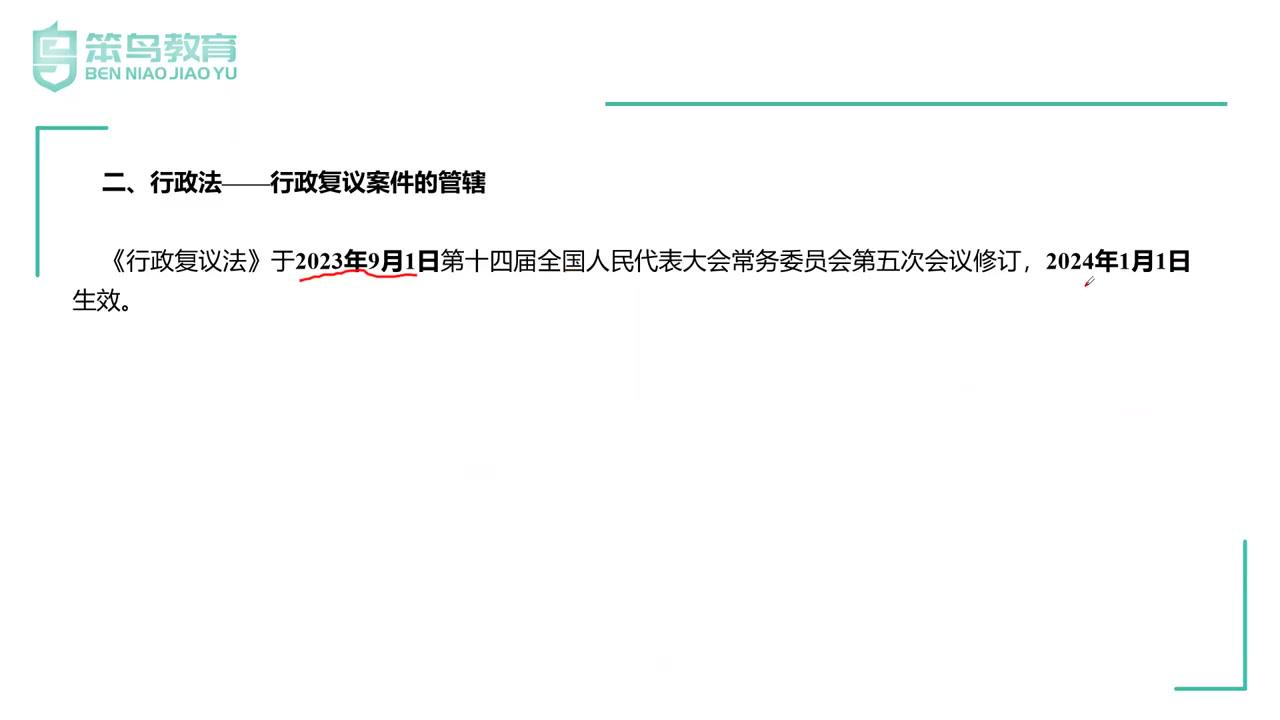 笨鸟教育
BEN NIAO JIAO YU
二、行政法——行政复议案件的管辖
《行政复议法》于2023年9月1日第十四届全国人民代表大会常务委员会第五次会议修订，2024年1月1日
生效。